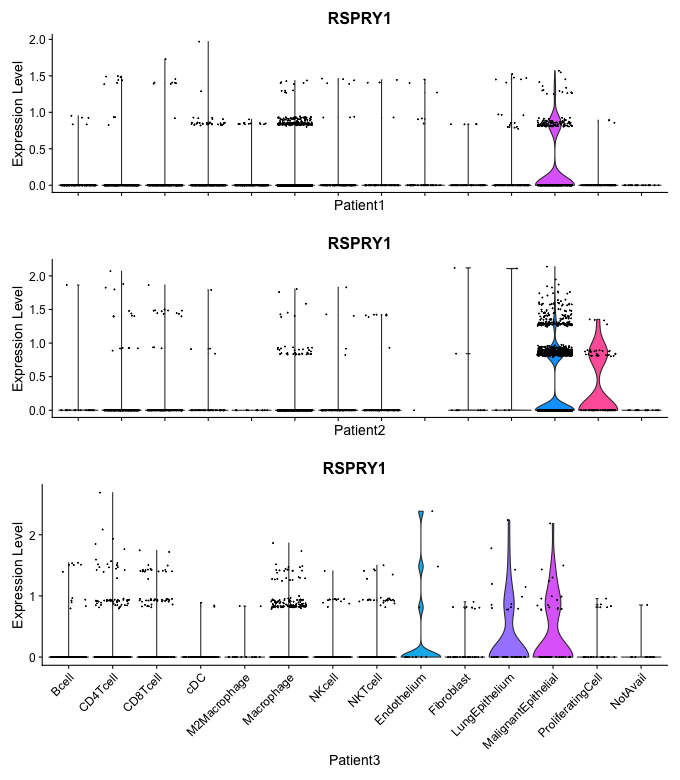 RSPRY1
Expression Level
2.0
1.5
1.0
0.5
0.0
Patient1
RSPRY1
Expression Level
2.0
1.5
1.0
0.5
0.0
Patient2
RSPRY1
Expression Level
2
1
0
Bcell
CD4Tcell
CD8Tcell
cDC
M2Macrophage
Macrophage
NKcell
NKTcell
Endothelium
Fibroblast
LungEpithelium
MalignantEpithelial
ProliferatingCell
NotAvail
Patient3